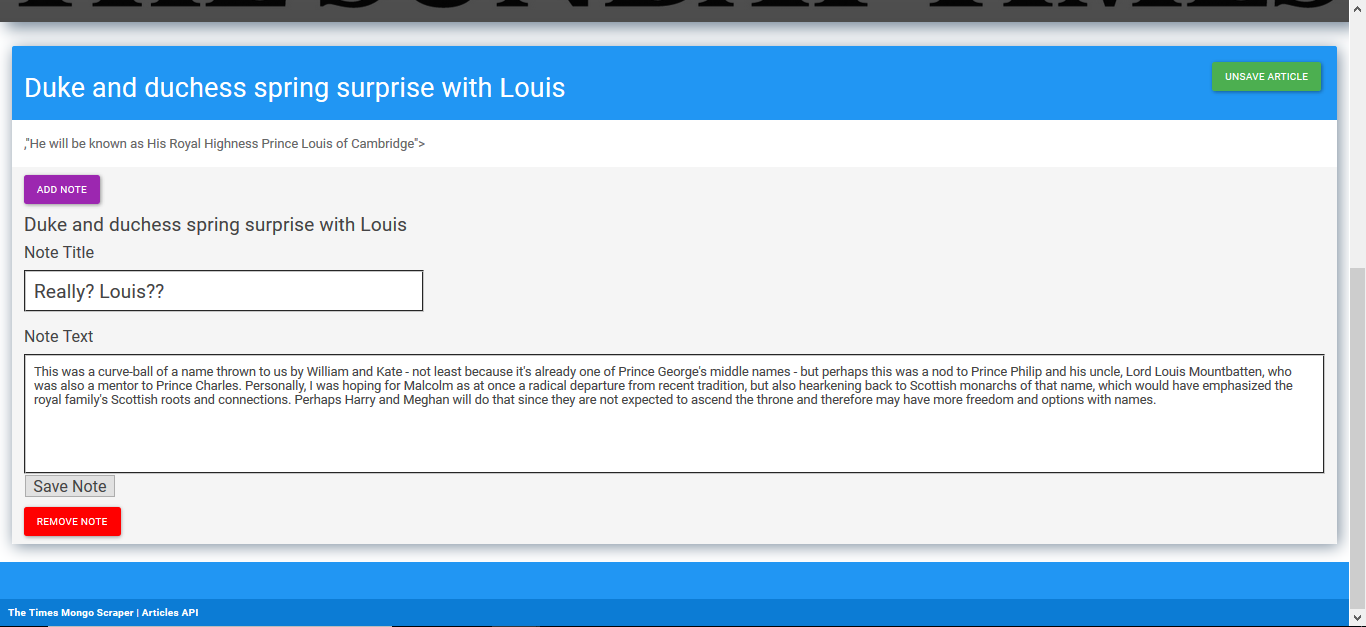 THE SUNDAY TIMES
Duke and duchess spring surprise with Louis
UNSAVE ARTICLE
,"He will be known as His Royal Highness Prince Louis of Cambridge">
ADD NOTE
Duke and duchess spring surprise with Louis
Note Title
Really? Louis??
Note Text
This was a curve-ball of a name thrown to us by William and Kate - not least because it's already one of Prince George's middle names - but perhaps this was a nod to Prince Philip and his uncle, Lord Louis Mountbatten, who
was also a mentor to Prince Charles. Personally, I was hoping for Malcolm as at once a radical departure from recent tradition, but also hearkening back to Scottish monarchs of that name, which would have emphasized the
royal family's Scottish roots and connections. Perhaps Harry and Meghan will do that since they are not expected to ascend the throne and therefore may have more freedom and options with names.
Save Note
REMOVE NOTE
The Times Mongo Scraper | Articles API